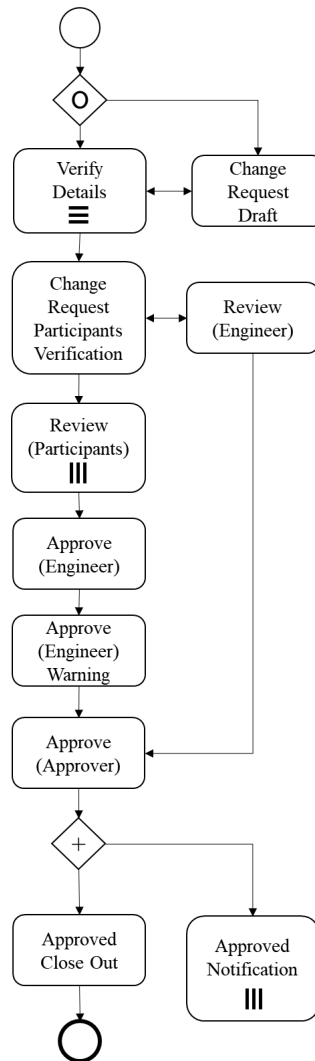 Verify
Details
Change
Request
Draft
Change
Request
Participants
Verification
Review
(Engineer)
Review
(Participants)
Approve
(Engineer)
Approve
(Engineer)
Warning
Approve
(Approver)
Approved
Close Out
Approved
Notification